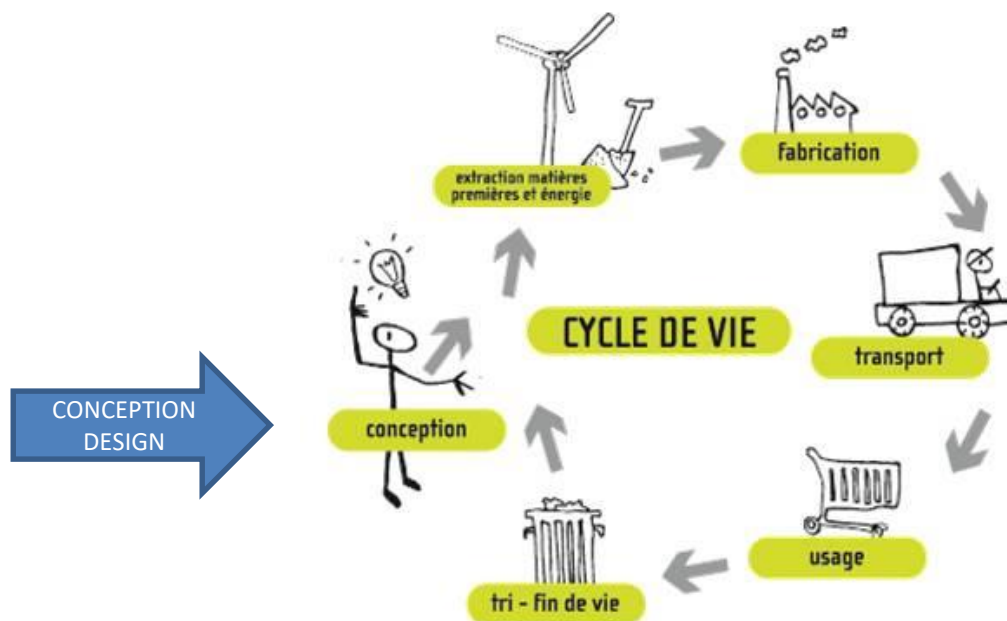 extraction matières
premières et énergie
fabrication
CYCLE DE VIE
transport
CONCEPTION
DESIGN
conception
usage
tri - fin de vie